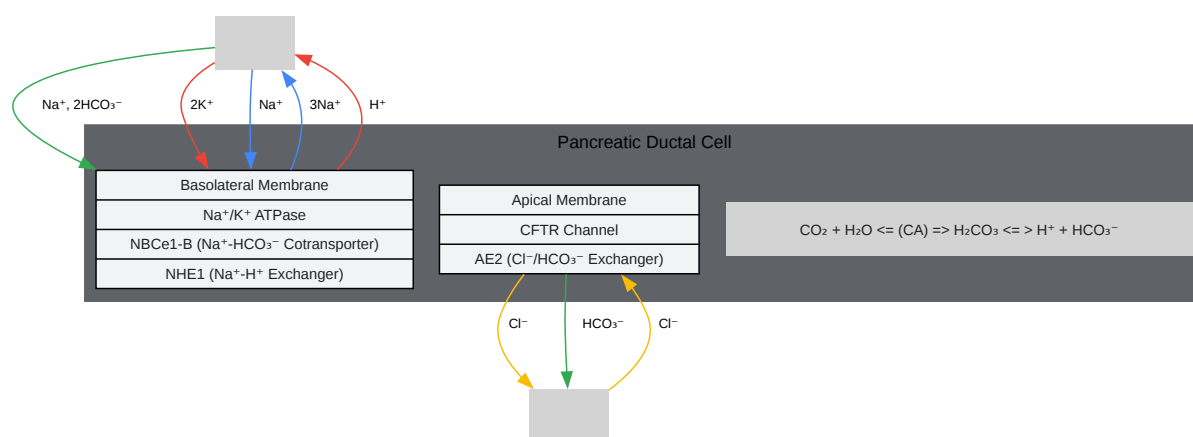 Na⁺, 2HCO₃⁻
2K⁺
Na⁺
3Na⁺
H⁺
Pancreatic Ductal Cell
Basolateral Membrane
Na⁺/K⁺ ATPase
NBCe1-B (Na⁺-HCO₃⁻ Cotransporter)
NHE1 (Na⁺-H⁺ Exchanger)
Apical Membrane
CFTR Channel
AE2 (Cl⁻/HCO₃⁻ Exchanger)
CO₂ + H₂O <= (CA) => H₂CO₃ <= > H⁺ + HCO₃⁻
Cl⁻
HCO₃⁻
Cl⁻